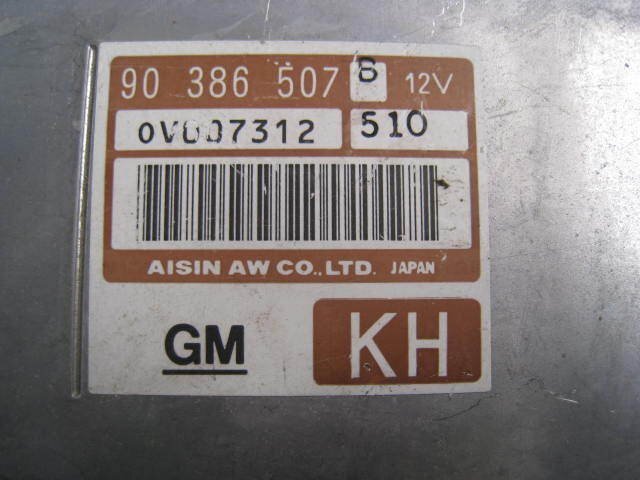 90 386 507 B 12V
0V007312 510
AISIN AW CO.,LTD. JAPAN
GM KH